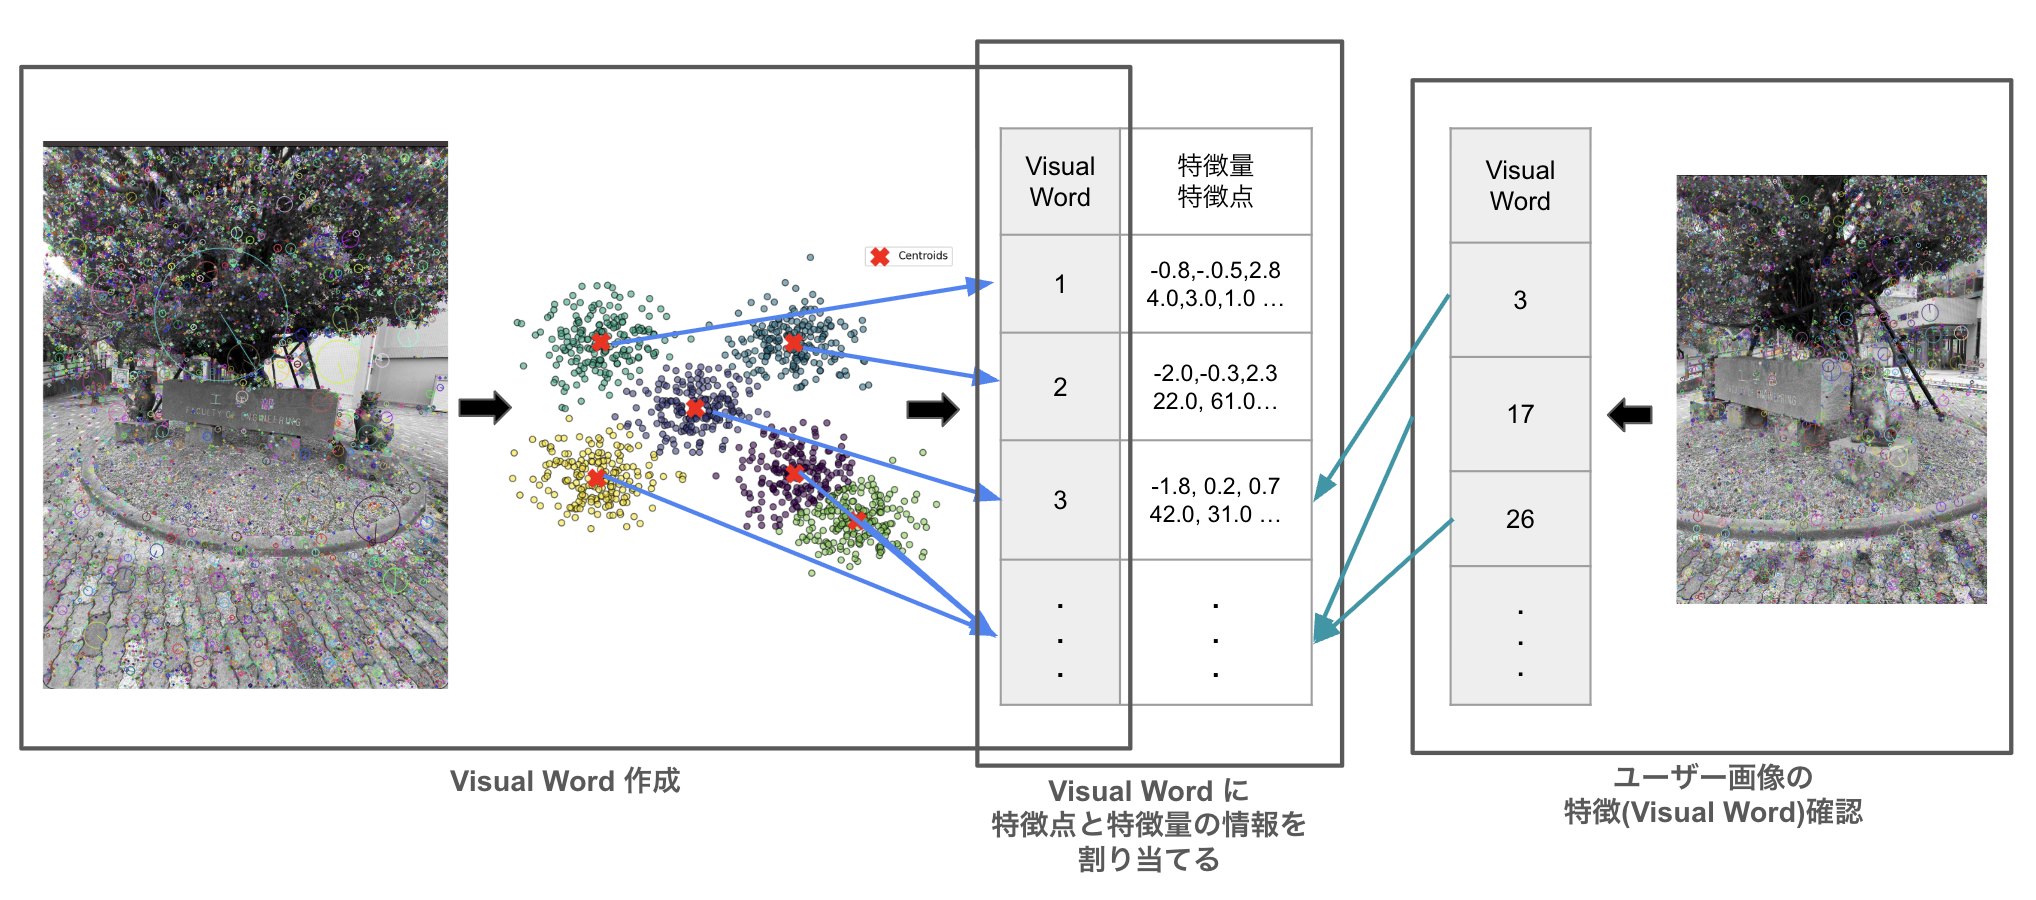 Centroids
Visual
Word
特徴量
特徴点
1
-0.8,-.0.5,2.8
4.0,3.0,1.0 …
2
-2.0,-0.3,2.3
22.0, 61.0…
3
-1.8, 0.2, 0.7
42.0, 31.0 …
.
.
.
.
.
.
Visual
Word
3
17
26
.
.
.
FACULTY OF ENGINEERING
Visual Word 作成
Visual Word に
特徴点と特徴量の情報を
割り当てる
ユーザー画像の
特徴(Visual Word)確認